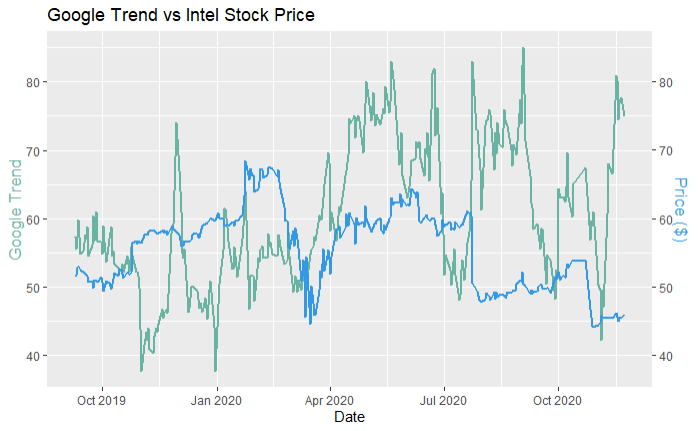 Google Trend vs Intel Stock Price
Google Trend
80
70
60
50
40
80
70
60
50
40
Price ($)
Oct 2019
Jan 2020
Apr 2020
Jul 2020
Oct 2020
Date